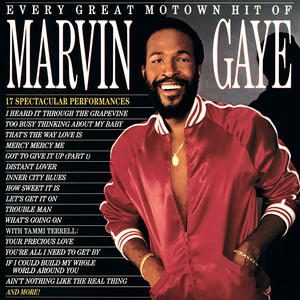 EVERY GREAT MOTOWN HIT OF
MARVIN GAYE
17 SPECTACULAR PERFORMANCES
I HEARD IT THROUGH THE GRAPEVINE
TOO BUSY THINKING ABOUT MY BABY
THAT'S THE WAY LOVE IS
MERCY MERCY ME
GOT TO GIVE IT UP (PART 1)
DISTANT LOVER
INNER CITY BLUES
HOW SWEET IT IS
LET'S GET IT ON
TROUBLE MAN
WHAT'S GOING ON
WITH TAMMI TERRELL:
YOUR PRECIOUS LOVE
YOU'RE ALL I NEED TO GET BY
IF I COULD BUILD MY WHOLE
WORLD AROUND YOU
AIN'T NOTHING LIKE THE REAL THING
AND MORE!